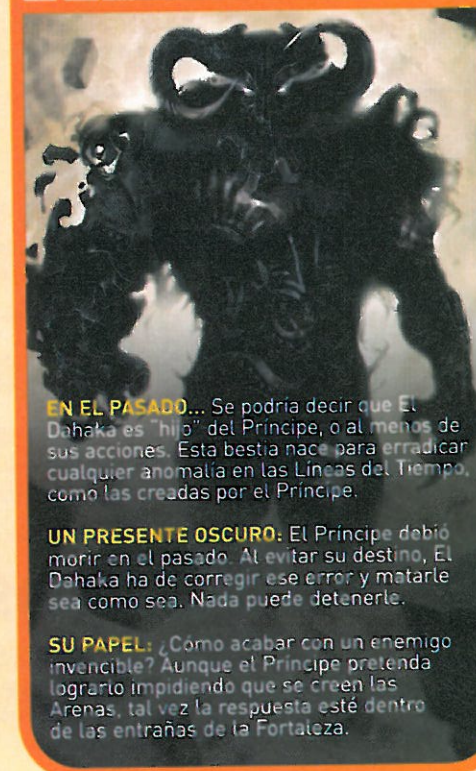 EN EL PASADO... Se podría decir que El
Dahaka es "hijo" del Príncipe, o al menos de
sus acciones. Esta bestia nace para erradicar
cualquier anomalía en las Líneas del Tiempo,
como las creadas por el Príncipe.
UN PRESENTE OSCURO: El Príncipe debió
morir en el pasado. Al evitar su destino, El
Dahaka ha de corregir ese error y matarle
sea como sea. Nada puede detenerle.
SU PAPEL: ¿Cómo acabar con un enemigo
invencible? Aunque el Príncipe pretenda
lograrlo impidiendo que se creen las
Arenas, tal vez la respuesta esté dentro
de las entrañas de la Fortaleza.